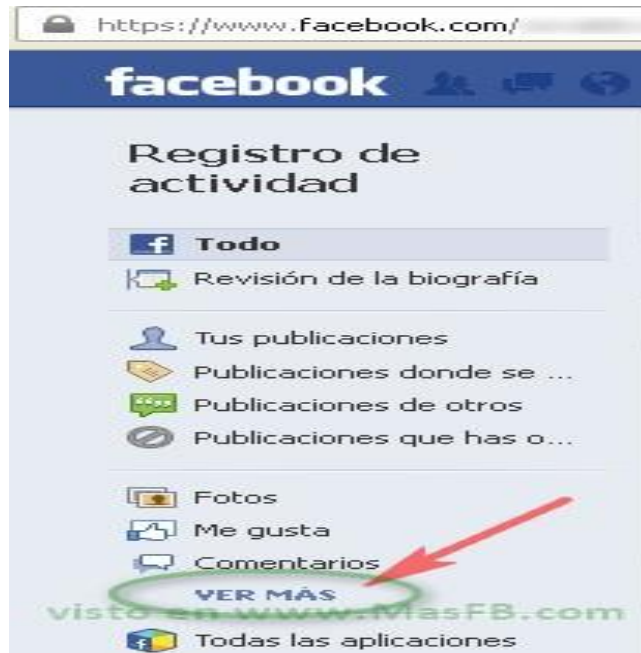 https://www.facebook.com/
facebook
Registro de
actividad
Todo
Revisión de la biografía
Tus publicaciones
Publicaciones donde se ...
Publicaciones de otros
Publicaciones que has o...
Fotos
Me gusta
Comentarios
VER MÁS
visto en www.MasFB.com
Todas las aplicaciones